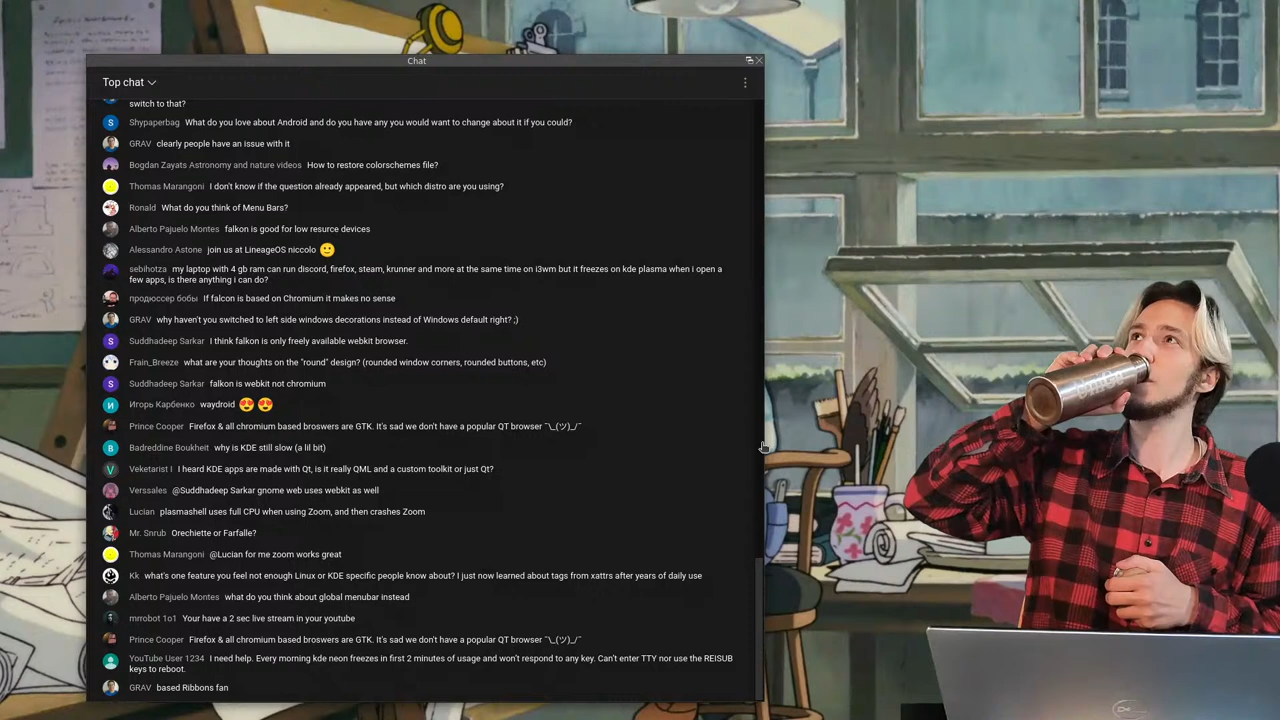 Chat
Top chat
switch to that?
S Shypaperbag What do you love about Android and do you have any you would want to change about it if you could?
GRAV clearly people have an issue with it
Bogdan Zayats Astronomy and nature videos How to restore colorschemes file?
Thomas Marangoni I don't know if the question already appeared, but which distro are you using?
Ronald What do you think of Menu Bars?
Alberto Pajuelo Montes falkon is good for low resurce devices
Alessandro Astone join us at LineageOS niccolo 🙂
sebihotza my laptop with 4 gb ram can run discord, firefox, steam, krunner and more at the same time on i3wm but it freezes on kde plasma when i open a
few apps, is there anything i can do?
продюссер бобы If falcon is based on Chromium it makes no sense
GRAV why haven't you switched to left side windows decorations instead of Windows default right? ;)
S Suddhadeep Sarkar I think falkon is only freely available webkit browser.
Frain_Breeze what are your thoughts on the "round" design? (rounded window corners, rounded buttons, etc)
S Suddhadeep Sarkar falkon is webkit not chromium
И Игорь Карбенко waydroid 😍 😍
Prince Cooper Firefox & all chromium based broswers are GTK. It's sad we don't have a popular QT browser ¯\_(ツ)_/¯
B Badreddine Boukheit why is KDE still slow (a lil bit)
V Veketarist I I heard KDE apps are made with Qt, is it really QML and a custom toolkit or just Qt?
Verssales @Suddhadeep Sarkar gnome web uses webkit as well
Lucian plasmashell uses full CPU when using Zoom, and then crashes Zoom
Mr. Snrub Orechiette or Farfalle?
Thomas Marangoni @Lucian for me zoom works great
Kk what's one feature you feel not enough Linux or KDE specific people know about? I just now learned about tags from xattrs after years of daily use
Alberto Pajuelo Montes what do you think about global menubar instead
mrrobot 1o1 Your have a 2 sec live stream in your youtube
Prince Cooper Firefox & all chromium based broswers are GTK. It's sad we don't have a popular QT browser ¯\_(ツ)_/¯
YouTube User 1234 I need help. Every morning kde neon freezes in first 2 minutes of usage and won't respond to any key. Can't enter TTY nor use the REISUB
keys to reboot.
GRAV based Ribbons fan